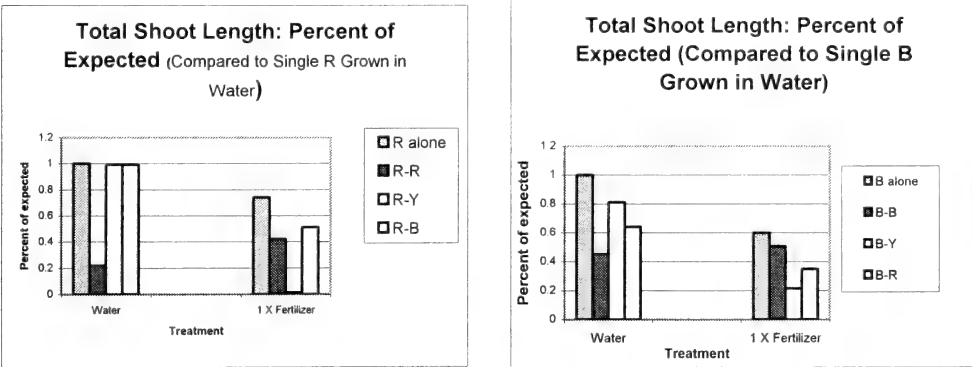 Total Shoot Length: Percent of
Expected (Compared to Single R Grown in
Water)
Percent of expected
1.2
1
0.8
0.6
0.4
0.2
0
Water
1 X Fertilizer
Treatment
R alone
R-R
R-Y
R-B
Total Shoot Length: Percent of
Expected (Compared to Single B
Grown in Water)
Percent of expected
1 2
1
0.8
0.6
0.4
0.2
0
Water
1 X Fertilizer
Treatment
B alone
B-B
B-Y
B-R